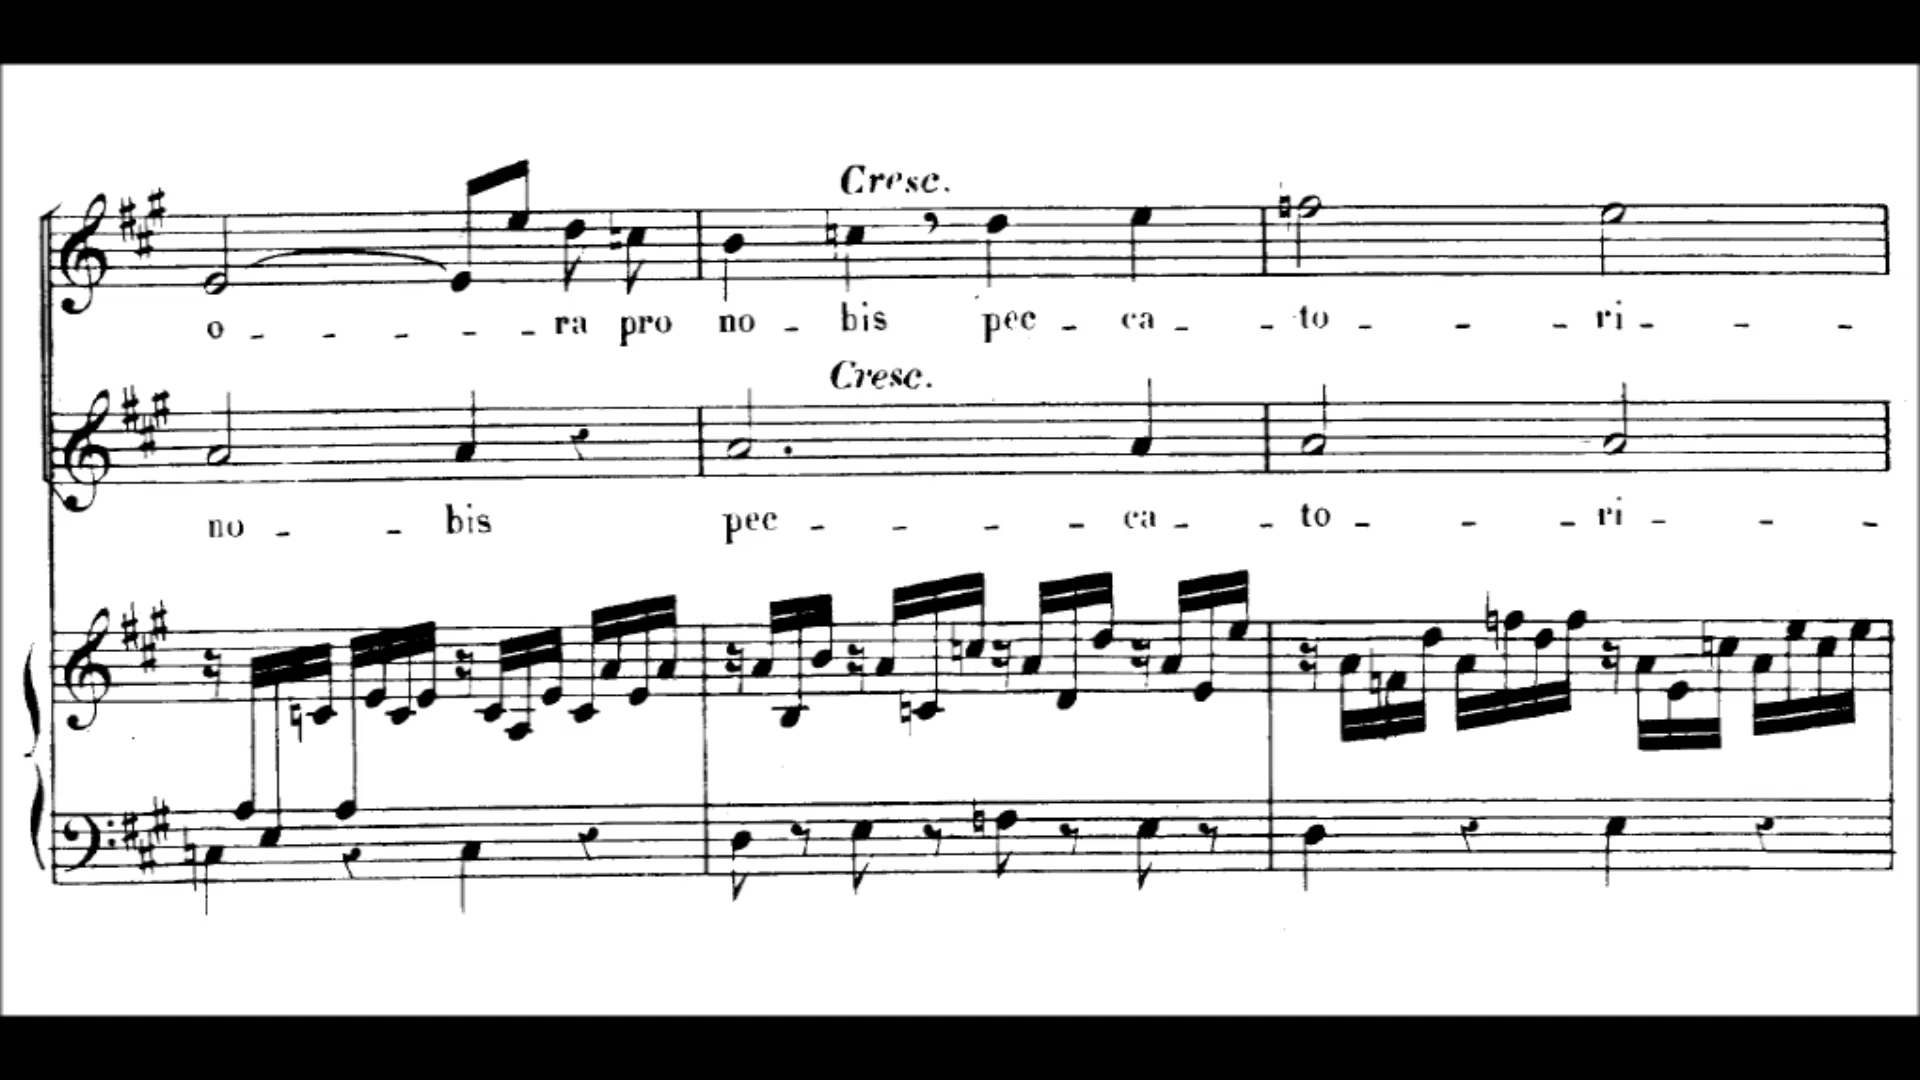 Cresc.
o - - - - - ra pro no - bis pec - ca - - to - - - ri - - -
Cresc.
no - - bis pec - - - - ca - - to - - - ri - - -